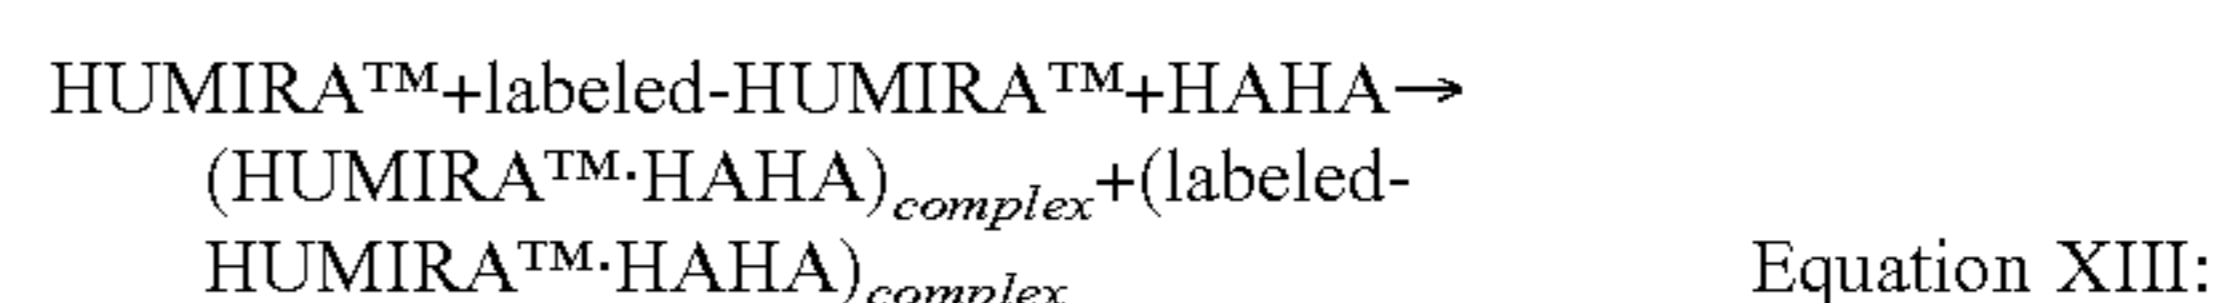 HUMIRA™+labeled-HUMIRA™+HAHA→
(HUMIRA™·HAHA)complex+(labeled-
HUMIRA™·HAHA)complex Equation XIII: